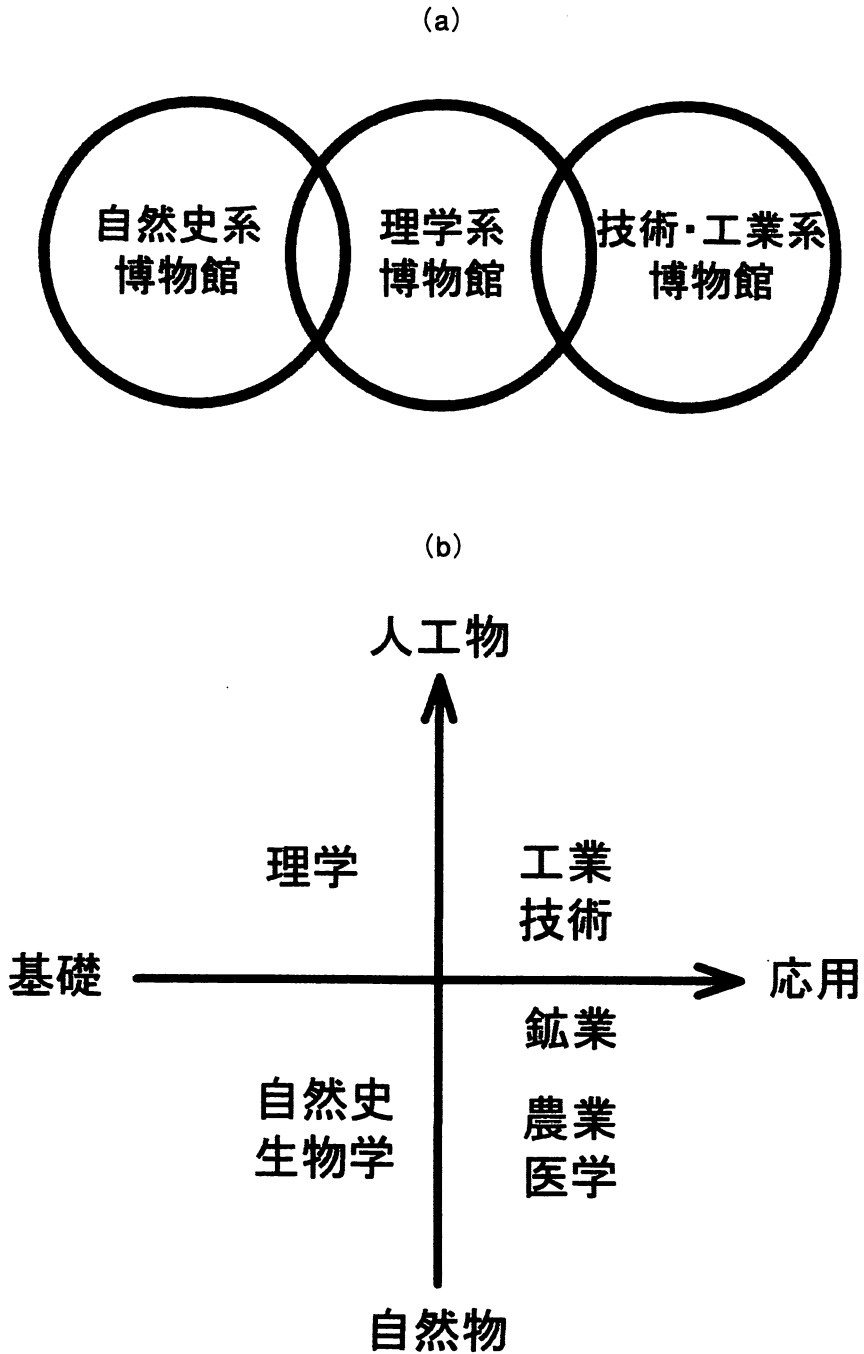 (a)
自然史系
博物館
理学系
博物館
技術・工業系
博物館
(b)
人工物
理学
工業
技術
基礎
応用
鉱業
自然史
生物学
農業
医学
自然物